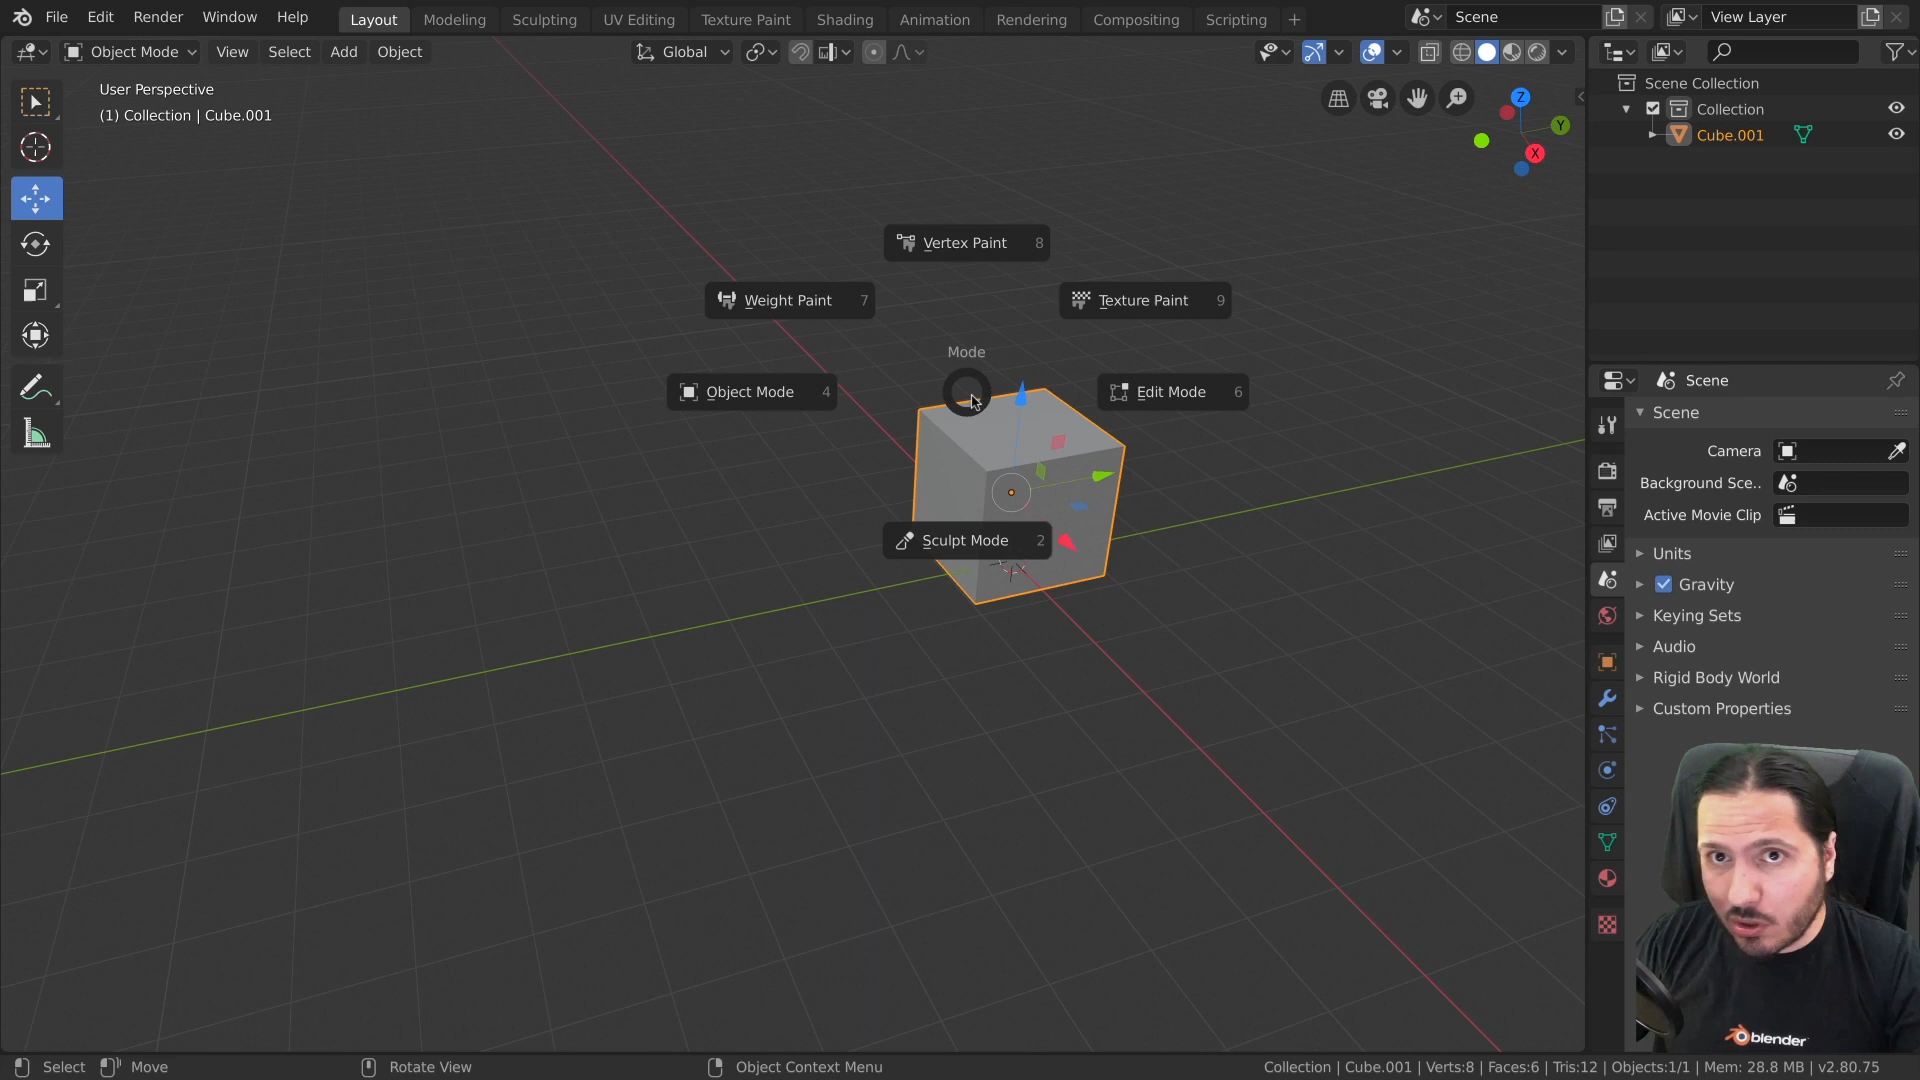 File Edit Render Window Help Layout Modeling Sculpting UV Editing Texture Paint Shading Animation Rendering Compositing Scripting + Scene View Layer
Object Mode View Select Add Object Global
User Perspective
(1) Collection | Cube.001
Z
Y
X
Vertex Paint 8
Weight Paint 7
Texture Paint 9
Mode
Object Mode 4
Edit Mode 6
Sculpt Mode 2
Scene Collection
Collection
Cube.001
Scene
Scene
Camera
Background Sce..
Active Movie Clip
Units
Gravity
Keying Sets
Audio
Rigid Body World
Custom Properties
blender
Select Move Rotate View Object Context Menu Collection | Cube.001 | Verts:8 | Faces:6 | Tris:12 | Objects:1/1 | Mem: 28.8 MB | v2.80.75